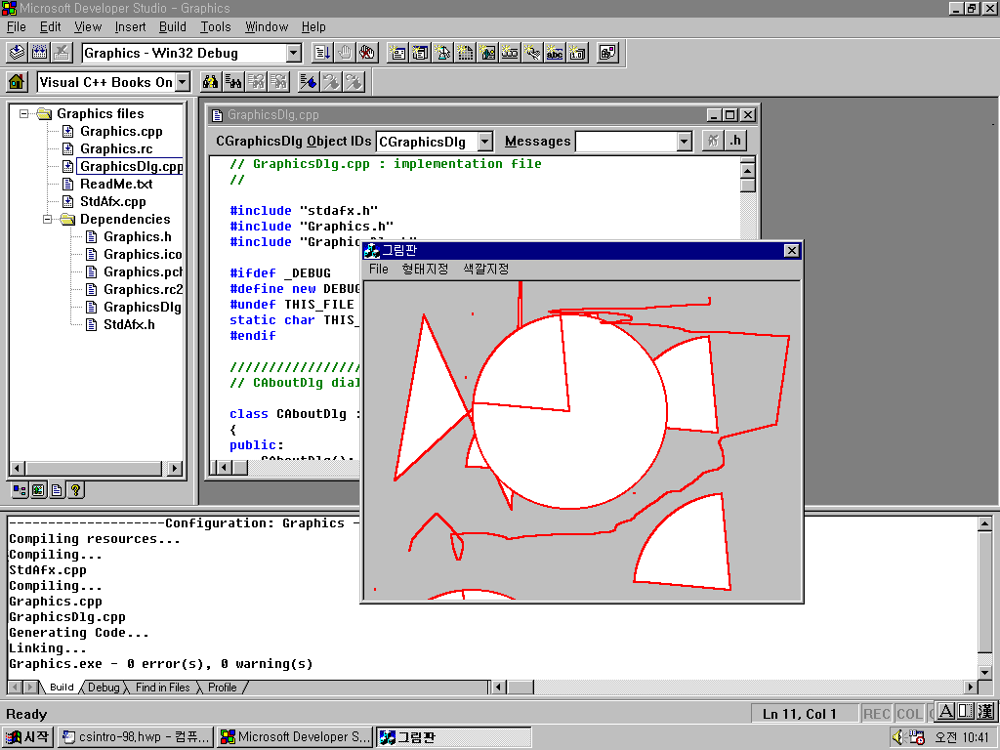 Microsoft Developer Studio - Graphics
File Edit View Insert Build Tools Window Help
Graphics - Win32 Debug
Visual C++ Books On
Graphics files
Graphics.cpp
Graphics.rc
GraphicsDlg.cpp
ReadMe.txt
StdAfx.cpp
Dependencies
Graphics.h
Graphics.ico
Graphics.pch
Graphics.rc2
GraphicsDlg
StdAfx.h
GraphicsDlg.cpp
CGraphicsDlg Object IDs CGraphicsDlg Messages .h
// GraphicsDlg.cpp : implementation file
//
#include "stdafx.h"
#include "Graphics.h"
#include "Graphic
#ifdef _DEBUG
#define new DEBUG
#undef THIS_FILE
static char THIS_
#endif
/////////////////
// CAboutDlg dial
class CAboutDlg :
{
public:
CAboutDlg();
그림판
File 형태지정 색깔지정
--------------------Configuration: Graphics -
Compiling resources...
Compiling...
StdAfx.cpp
Compiling...
Graphics.cpp
GraphicsDlg.cpp
Generating Code...
Linking...
Graphics.exe - 0 error(s), 0 warning(s)
Build Debug Find in Files Profile
Ready Ln 11, Col 1 REC COL A 漢
시작 csintro-98.hwp - 컴퓨... Microsoft Developer S... 그림판 오전 10:41